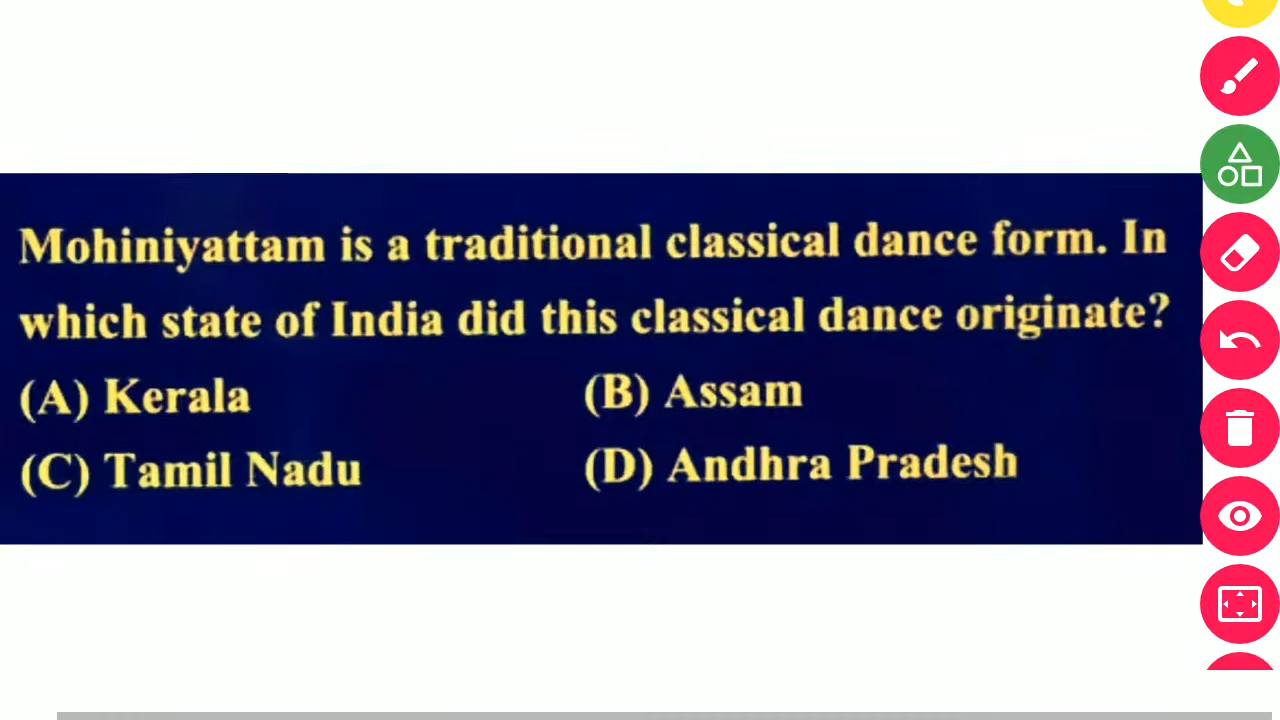 Mohiniyattam is a traditional classical dance form. In
which state of India did this classical dance originate?
(A) Kerala (B) Assam
(C) Tamil Nadu (D) Andhra Pradesh